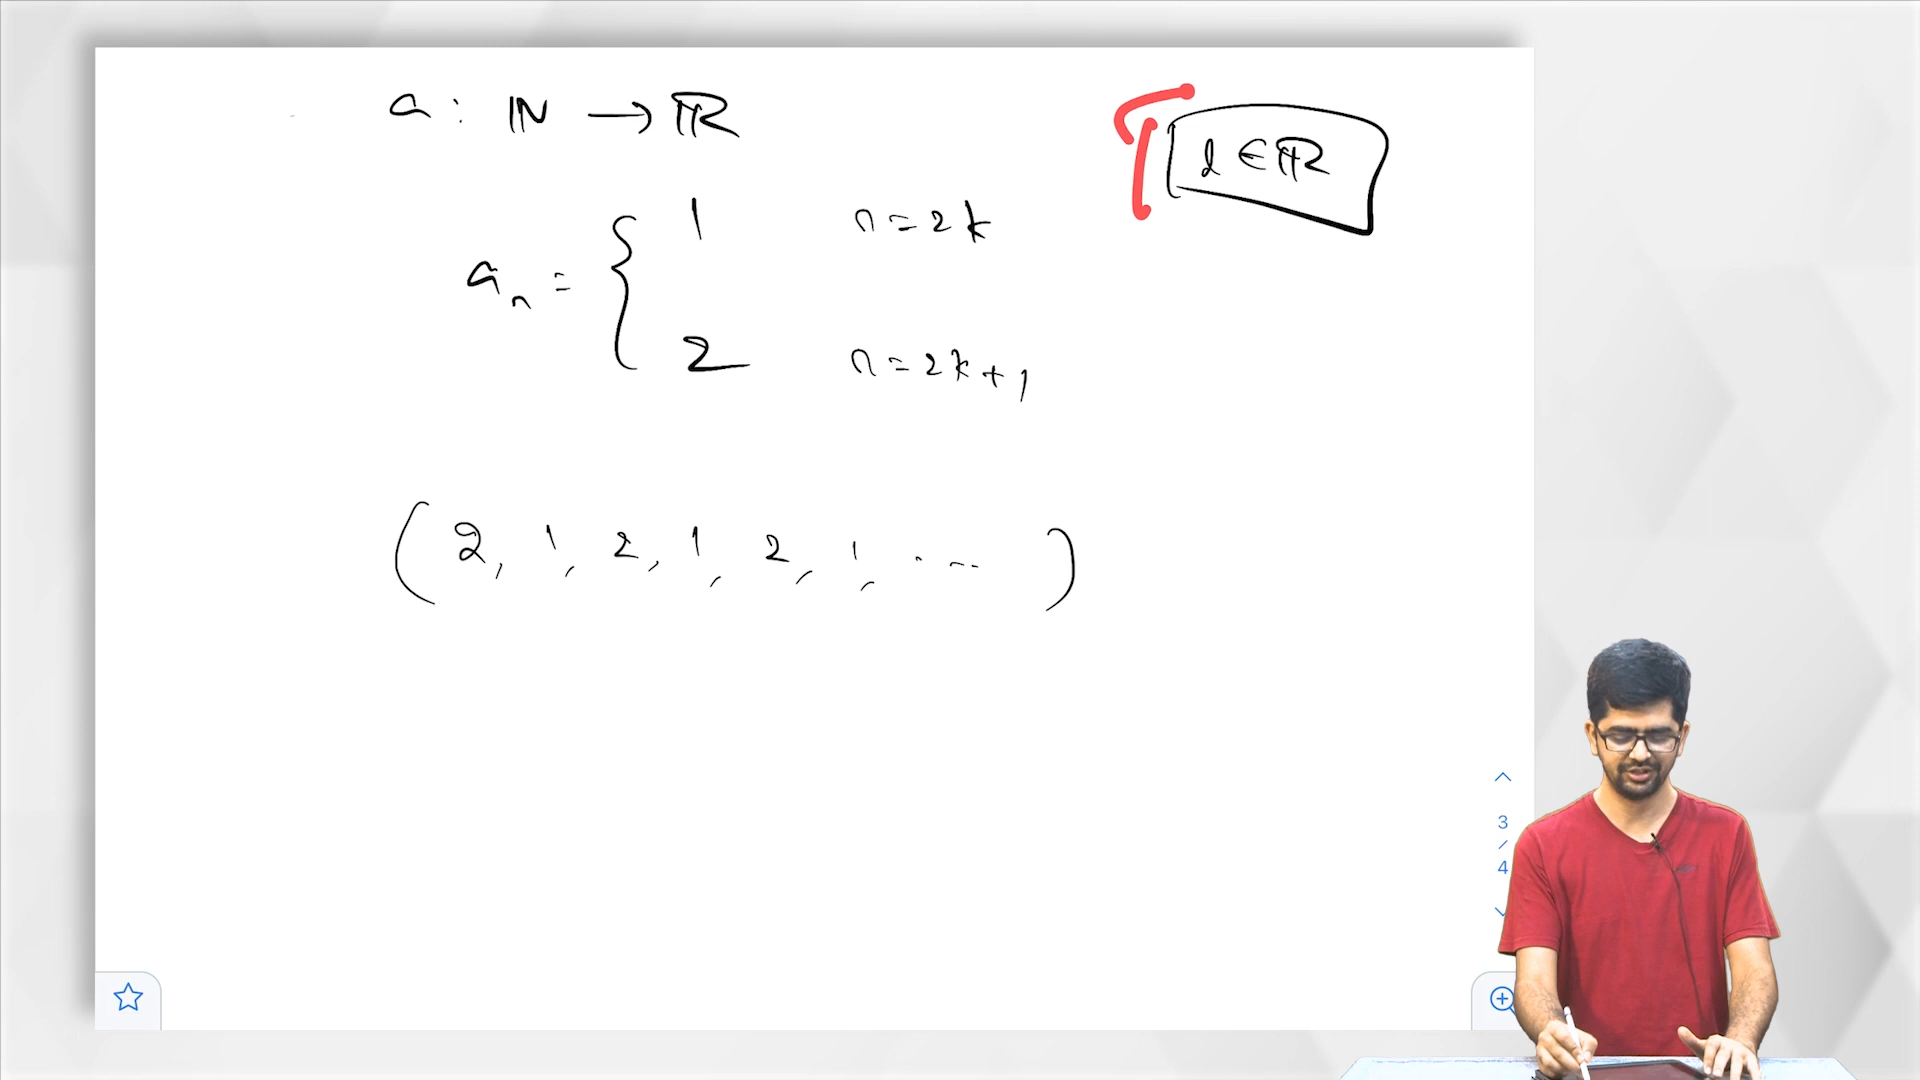 a : ℕ → ℝ
l ∈ ℝ
aₙ = { 1 n = 2k
2 n = 2k + 1
( 2, 1, 2, 1, 2, 1, . ... )
3
/
4